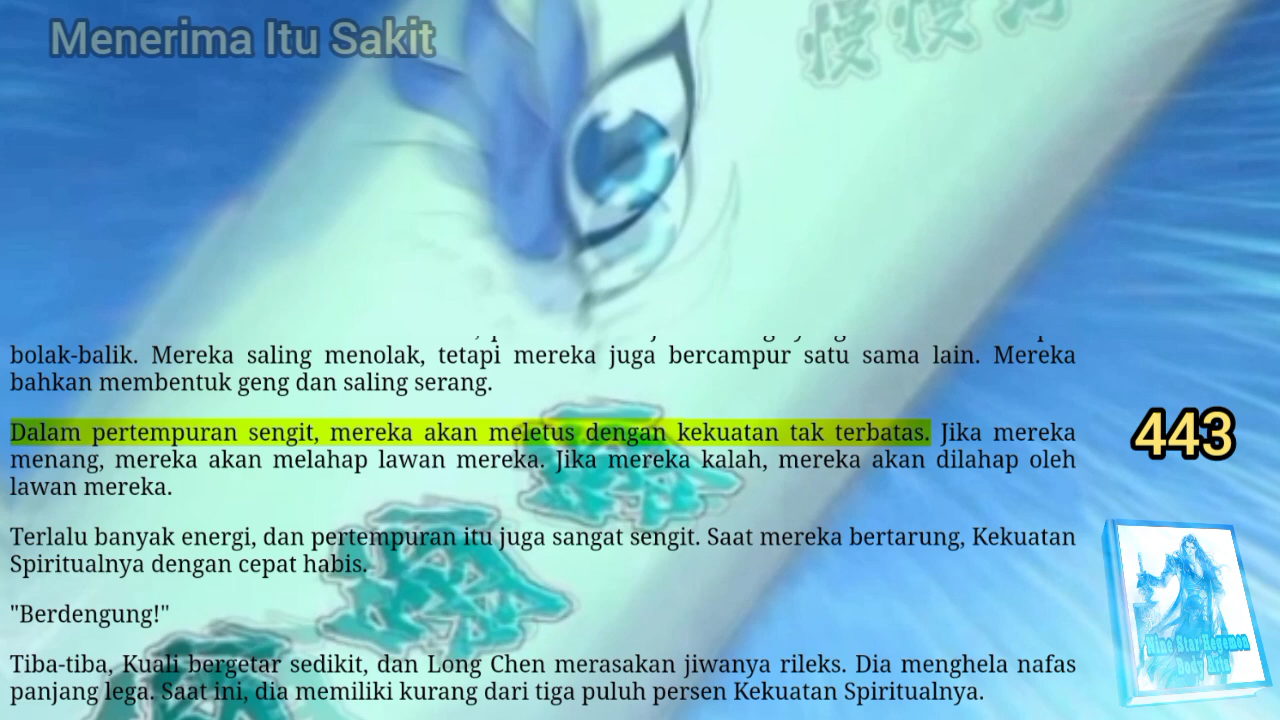 Menerima Itu Sakit
bolak-balik. Mereka saling menolak, tetapi mereka juga bercampur satu sama lain. Mereka
bahkan membentuk geng dan saling serang.
Dalam pertempuran sengit, mereka akan meletus dengan kekuatan tak terbatas. Jika mereka
menang, mereka akan melahap lawan mereka. Jika mereka kalah, mereka akan dilahap oleh
lawan mereka.
443
Terlalu banyak energi, dan pertempuran itu juga sangat sengit. Saat mereka bertarung, Kekuatan
Spiritualnya dengan cepat habis.
"Berdengung!"
Tiba-tiba, Kuali bergetar sedikit, dan Long Chen merasakan jiwanya rileks. Dia menghela nafas
panjang lega. Saat ini, dia memiliki kurang dari tiga puluh persen Kekuatan Spiritualnya.
Nine Star Hegemon
Body Arts